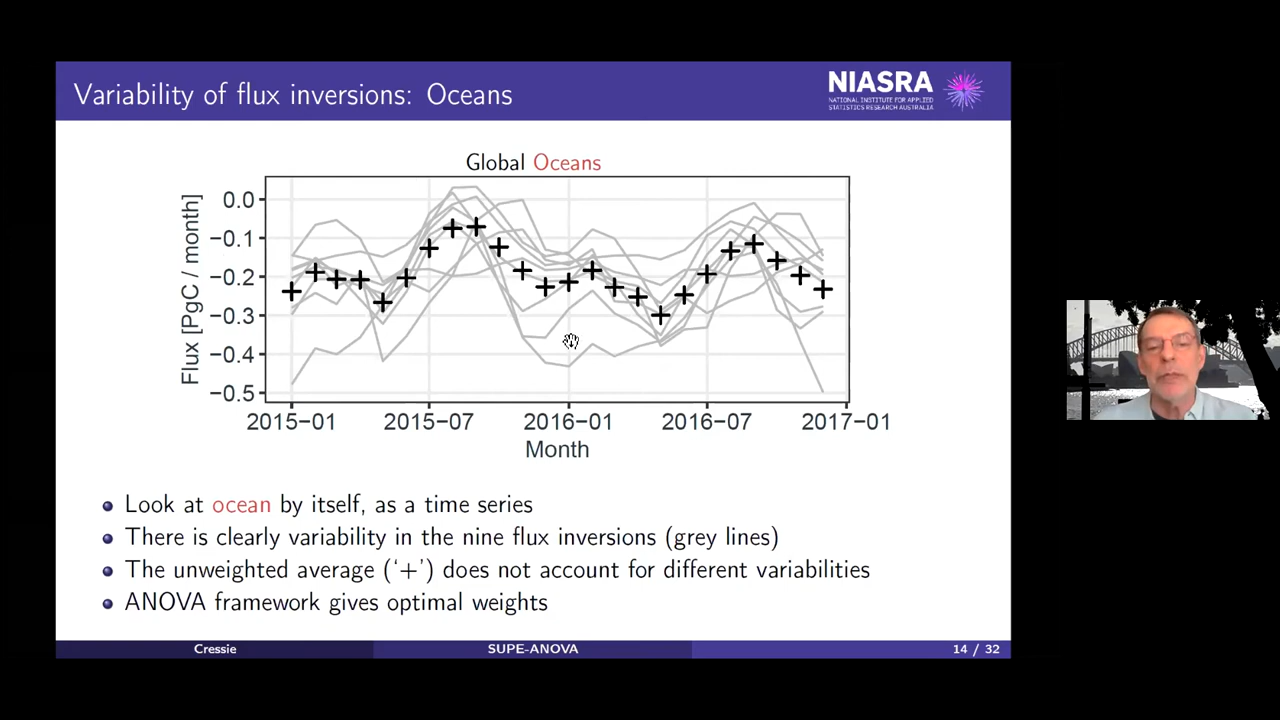 Variability of flux inversions: Oceans
NIASRA
NATIONAL INSTITUTE FOR APPLIED
STATISTICS RESEARCH AUSTRALIA
Global Oceans
Flux [PgC / month]
0.0
−0.1
−0.2
−0.3
−0.4
−0.5
2015−01
2015−07
2016−01
2016−07
2017−01
Month
Look at ocean by itself, as a time series
There is clearly variability in the nine flux inversions (grey lines)
The unweighted average (‘+’) does not account for different variabilities
ANOVA framework gives optimal weights
Cressie
SUPE-ANOVA
14 / 32